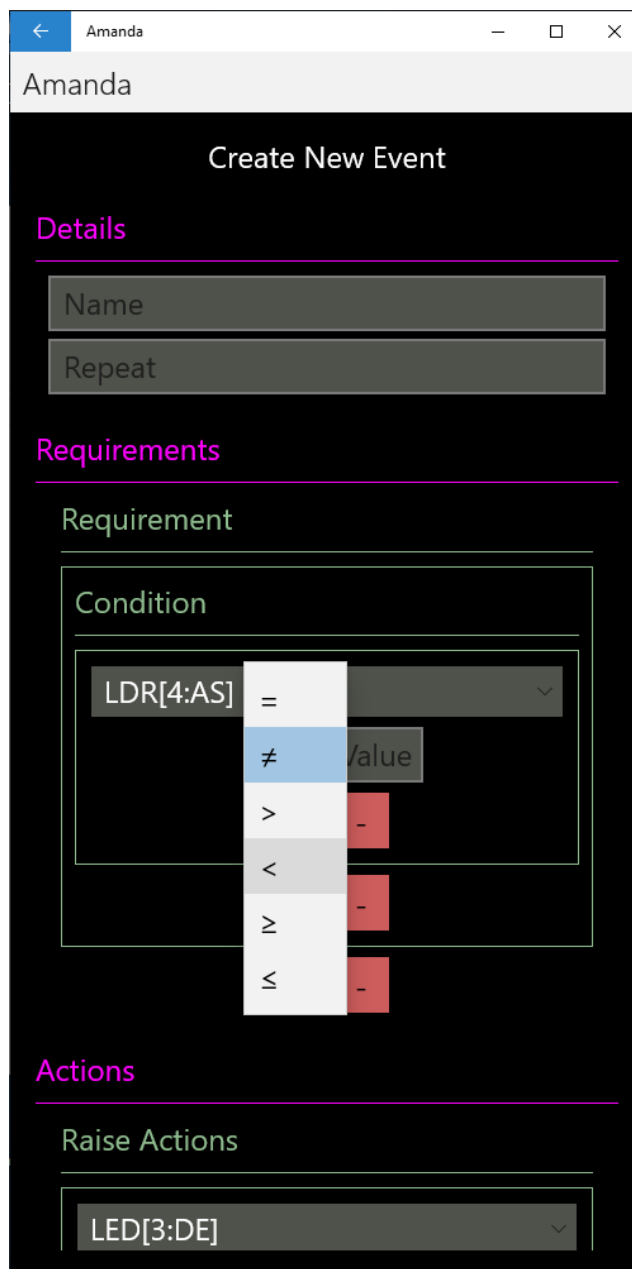 Amanda
Amanda
Create New Event
Details
Name
Repeat
Requirements
Requirement
Condition
LDR[4:AS]
=
≠
Value
>
-
<
-
≥
≤
-
Actions
Raise Actions
LED[3:DE]